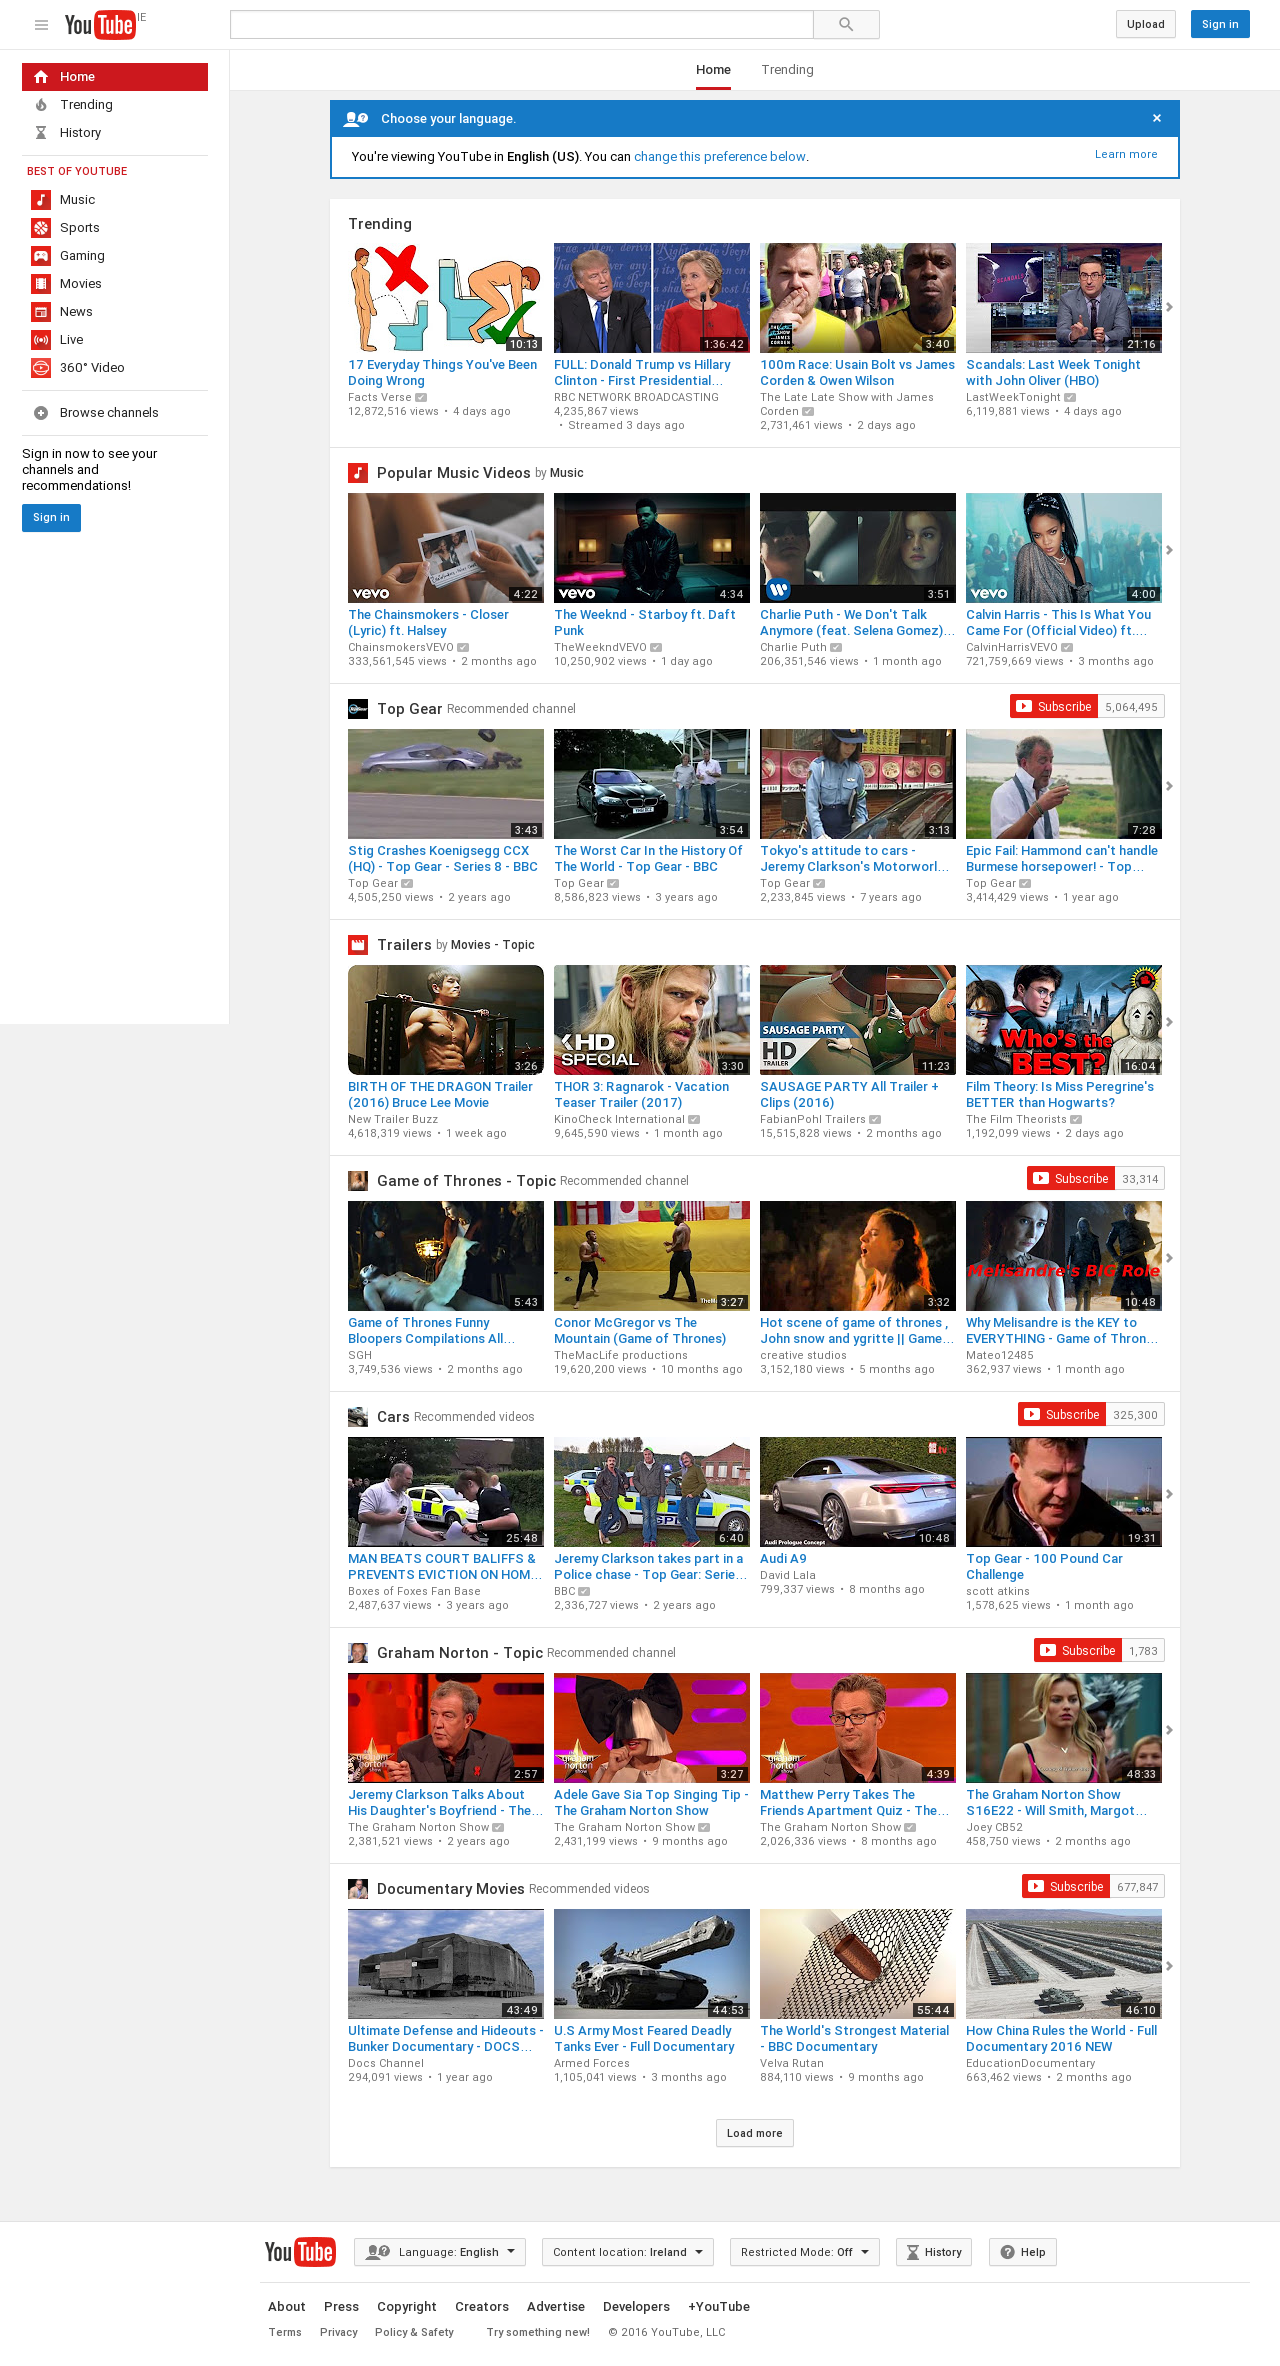 YouTube IE
Upload
Sign in
Home
Trending
Home
Trending
History
BEST OF YOUTUBE
Music
Sports
Gaming
Movies
News
Live
360° Video
Browse channels
Sign in now to see your
channels and
recommendations!
Sign in
Choose your language.
You're viewing YouTube in English (US). You can change this preference below.
Learn more
Trending
10:13
1:36:42
3:40
21:16
17 Everyday Things You've Been
Doing Wrong
Facts Verse
12,872,516 views • 4 days ago
FULL: Donald Trump vs Hillary
Clinton - First Presidential...
RBC NETWORK BROADCASTING
4,235,867 views
• Streamed 3 days ago
100m Race: Usain Bolt vs James
Corden & Owen Wilson
The Late Late Show with James
Corden
2,731,461 views • 2 days ago
Scandals: Last Week Tonight
with John Oliver (HBO)
LastWeekTonight
6,119,881 views • 4 days ago
Popular Music Videos by Music
vevo 4:22
vevo 4:34
3:51
vevo 4:00
The Chainsmokers - Closer
(Lyric) ft. Halsey
ChainsmokersVEVO
333,561,545 views • 2 months ago
The Weeknd - Starboy ft. Daft
Punk
TheWeekndVEVO
10,250,902 views • 1 day ago
Charlie Puth - We Don't Talk
Anymore (feat. Selena Gomez)...
Charlie Puth
206,351,546 views • 1 month ago
Calvin Harris - This Is What You
Came For (Official Video) ft....
CalvinHarrisVEVO
721,759,669 views • 3 months ago
Top Gear Recommended channel
Subscribe 5,064,495
3:43
3:54
3:13
7:28
Stig Crashes Koenigsegg CCX
(HQ) - Top Gear - Series 8 - BBC
Top Gear
4,505,250 views • 2 years ago
The Worst Car In the History Of
The World - Top Gear - BBC
Top Gear
8,586,823 views • 3 years ago
Tokyo's attitude to cars -
Jeremy Clarkson's Motorworl...
Top Gear
2,233,845 views • 7 years ago
Epic Fail: Hammond can't handle
Burmese horsepower! - Top...
Top Gear
3,414,429 views • 1 year ago
Trailers by Movies - Topic
3:26
HD
SPECIAL
3:30
SAUSAGE PARTY
HD
TRAILER
11:23
Who's the
BEST?
16:04
BIRTH OF THE DRAGON Trailer
(2016) Bruce Lee Movie
New Trailer Buzz
4,618,319 views • 1 week ago
THOR 3: Ragnarok - Vacation
Teaser Trailer (2017)
KinoCheck International
9,645,590 views • 1 month ago
SAUSAGE PARTY All Trailer +
Clips (2016)
FabianPohl Trailers
15,515,828 views • 2 months ago
Film Theory: Is Miss Peregrine's
BETTER than Hogwarts?
The Film Theorists
1,192,099 views • 2 days ago
Game of Thrones - Topic Recommended channel
Subscribe 33,314
5:43
3:27
3:32
Melisandre's BIG Role
10:48
Game of Thrones Funny
Bloopers Compilations All...
SGH
3,749,536 views • 2 months ago
Conor McGregor vs The
Mountain (Game of Thrones)
TheMacLife productions
19,620,200 views • 10 months ago
Hot scene of game of thrones ,
John snow and ygritte || Game...
creative studios
3,152,180 views • 5 months ago
Why Melisandre is the KEY to
EVERYTHING - Game of Thron...
Mateo12485
362,937 views • 1 month ago
Cars Recommended videos
Subscribe 325,300
25:48
6:40
Audi Prologue Concept
10:48
19:31
MAN BEATS COURT BALIFFS &
PREVENTS EVICTION ON HOM...
Boxes of Foxes Fan Base
2,487,637 views • 3 years ago
Jeremy Clarkson takes part in a
Police chase - Top Gear: Serie...
BBC
2,336,727 views • 2 years ago
Audi A9
David Lala
799,337 views • 8 months ago
Top Gear - 100 Pound Car
Challenge
scott atkins
1,578,625 views • 1 month ago
Graham Norton - Topic Recommended channel
Subscribe 1,783
2:57
3:27
4:39
48:33
Jeremy Clarkson Talks About
His Daughter's Boyfriend - The...
The Graham Norton Show
2,381,521 views • 2 years ago
Adele Gave Sia Top Singing Tip -
The Graham Norton Show
The Graham Norton Show
2,431,199 views • 9 months ago
Matthew Perry Takes The
Friends Apartment Quiz - The...
The Graham Norton Show
2,026,336 views • 8 months ago
The Graham Norton Show
S16E22 - Will Smith, Margot...
Joey CB52
458,750 views • 2 months ago
Documentary Movies Recommended videos
Subscribe 677,847
43:49
44:53
55:44
46:10
Ultimate Defense and Hideouts -
Bunker Documentary - DOCS...
Docs Channel
294,091 views • 1 year ago
U.S Army Most Feared Deadly
Tanks Ever - Full Documentary
Armed Forces
1,105,041 views • 3 months ago
The World's Strongest Material
- BBC Documentary
Velva Rutan
884,110 views • 9 months ago
How China Rules the World - Full
Documentary 2016 NEW
EducationDocumentary
663,462 views • 2 months ago
Load more
YouTube
Language: English
Content location: Ireland
Restricted Mode: Off
History
Help
About Press Copyright Creators Advertise Developers +YouTube
Terms Privacy Policy & Safety Try something new! © 2016 YouTube, LLC